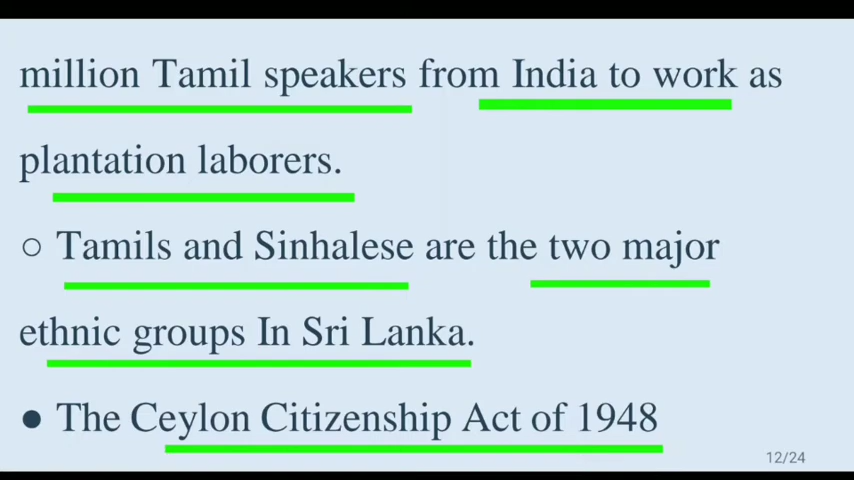 million Tamil speakers from India to work as
plantation laborers.
○ Tamils and Sinhalese are the two major
ethnic groups In Sri Lanka.
● The Ceylon Citizenship Act of 1948
12/24